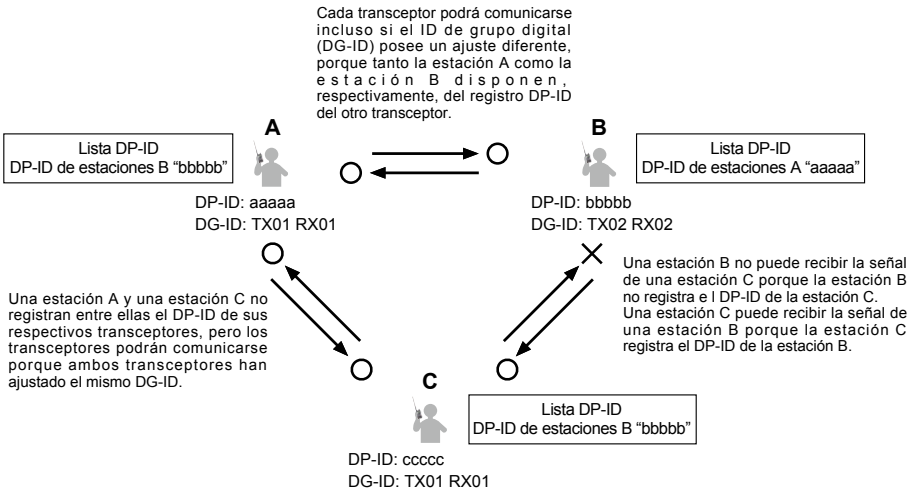 Cada transceptor podrá comunicarse
incluso si el ID de grupo digital
(DG-ID) posee un ajuste diferente,
porque tanto la estación A como la
estación B disponen,
respectivamente, del registro DP-ID
del otro transceptor.
A
B
Lista DP-ID
DP-ID de estaciones B “bbbbb”
Lista DP-ID
DP-ID de estaciones A “aaaaa”
DP-ID: aaaaa
DG-ID: TX01 RX01
DP-ID: bbbbb
DG-ID: TX02 RX02
Una estación A y una estación C no
registran entre ellas el DP-ID de sus
respectivos transceptores, pero los
transceptores podrán comunicarse
porque ambos transceptores han
ajustado el mismo DG-ID.
Una estación B no puede recibir la señal
de una estación C porque la estación B
no registra e l DP-ID de la estación C.
Una estación C puede recibir la señal de
una estación B porque la estación C
registra el DP-ID de la estación B.
C
Lista DP-ID
DP-ID de estaciones B “bbbbb”
DP-ID: ccccc
DG-ID: TX01 RX01